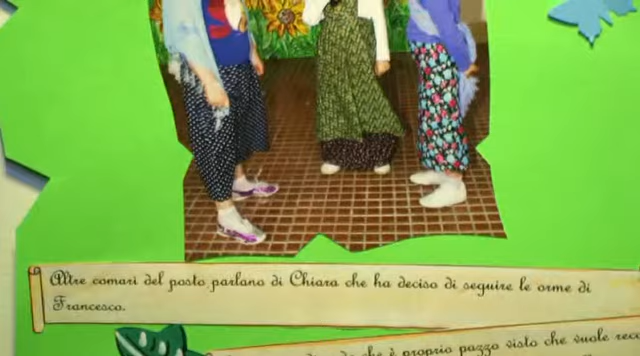 Altre comari del posto parlano di Chiara che ha deciso di seguire le orme di
Francesco.
che è proprio pazzo visto che vuole